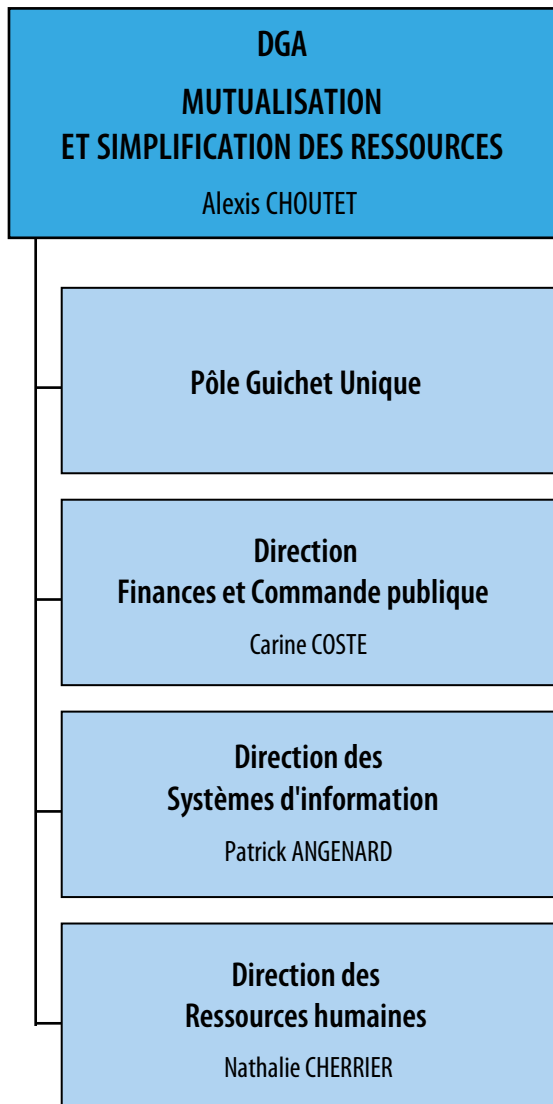 DGA
MUTUALISATION
ET SIMPLIFICATION DES RESSOURCES
Alexis CHOUTET
Pôle Guichet Unique
Direction
Finances et Commande publique
Carine COSTE
Direction des
Systèmes d'information
Patrick ANGENARD
Direction des
Ressources humaines
Nathalie CHERRIER